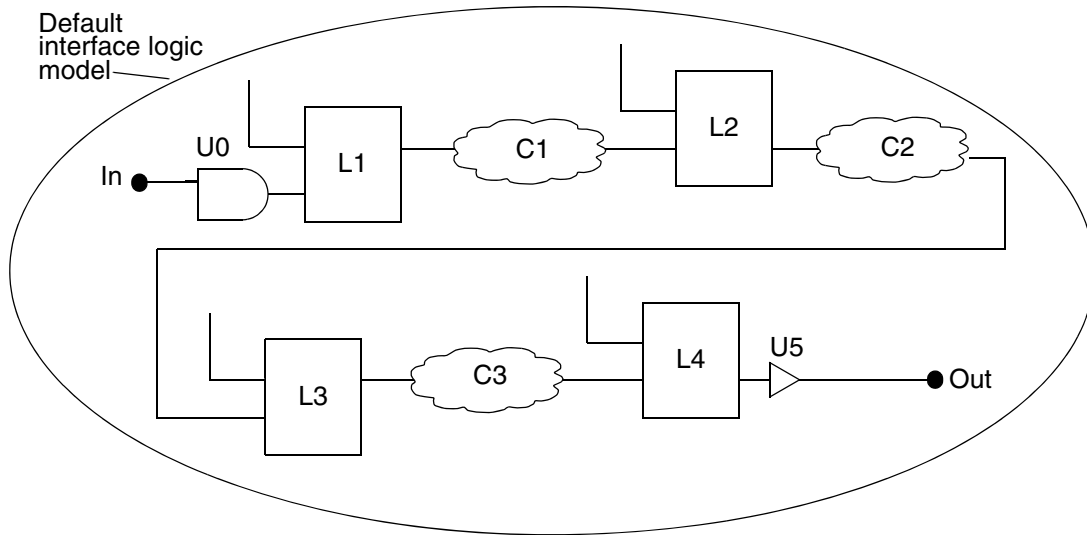 Default
interface logic
model
U0
In
L1
C1
L2
C2
L3
C3
L4
U5
Out